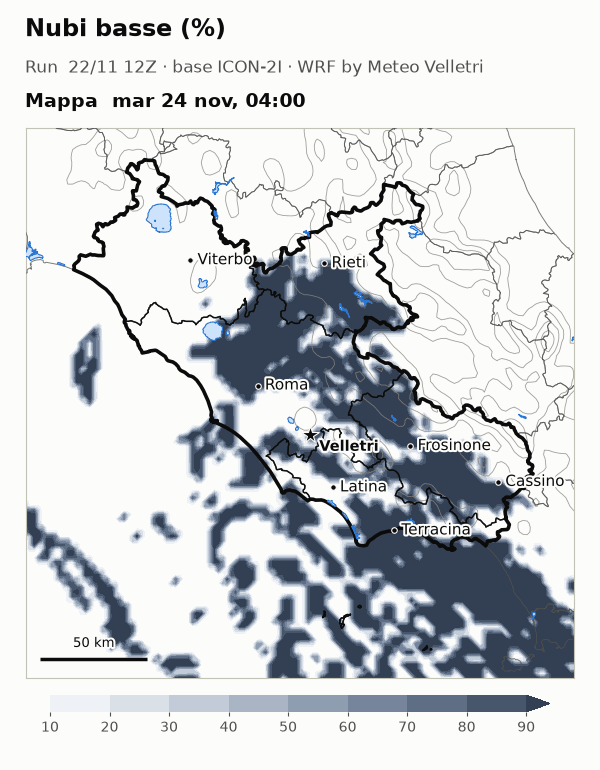 Nubi basse (%)
Run  22/11 12Z · base ICON-2I · WRF by Meteo Velletri
Mappa  mar 24 nov, 04:00
Viterbo
Rieti
Roma
Velletri
Frosinone
Cassino
Latina
Terracina
50 km
10 20 30 40 50 60 70 80 90